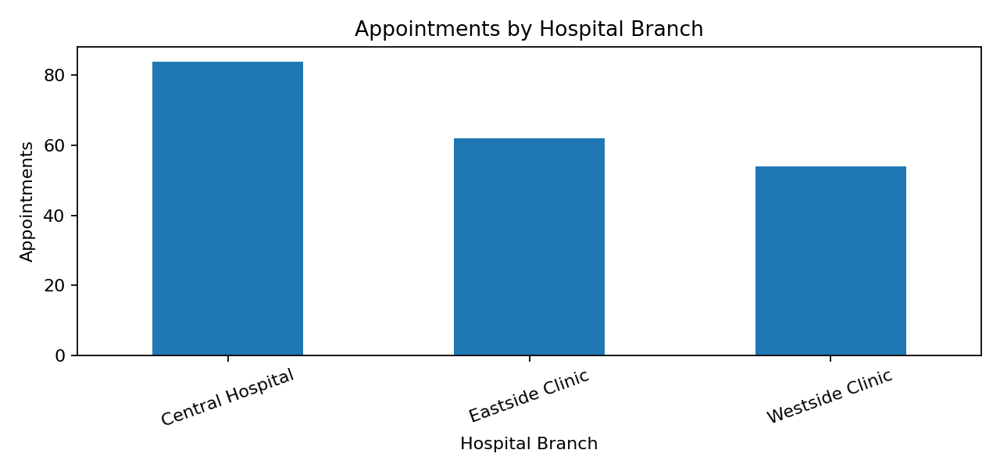 Appointments by Hospital Branch
Appointments
80
60
40
20
0
Central Hospital
Eastside Clinic
Westside Clinic
Hospital Branch